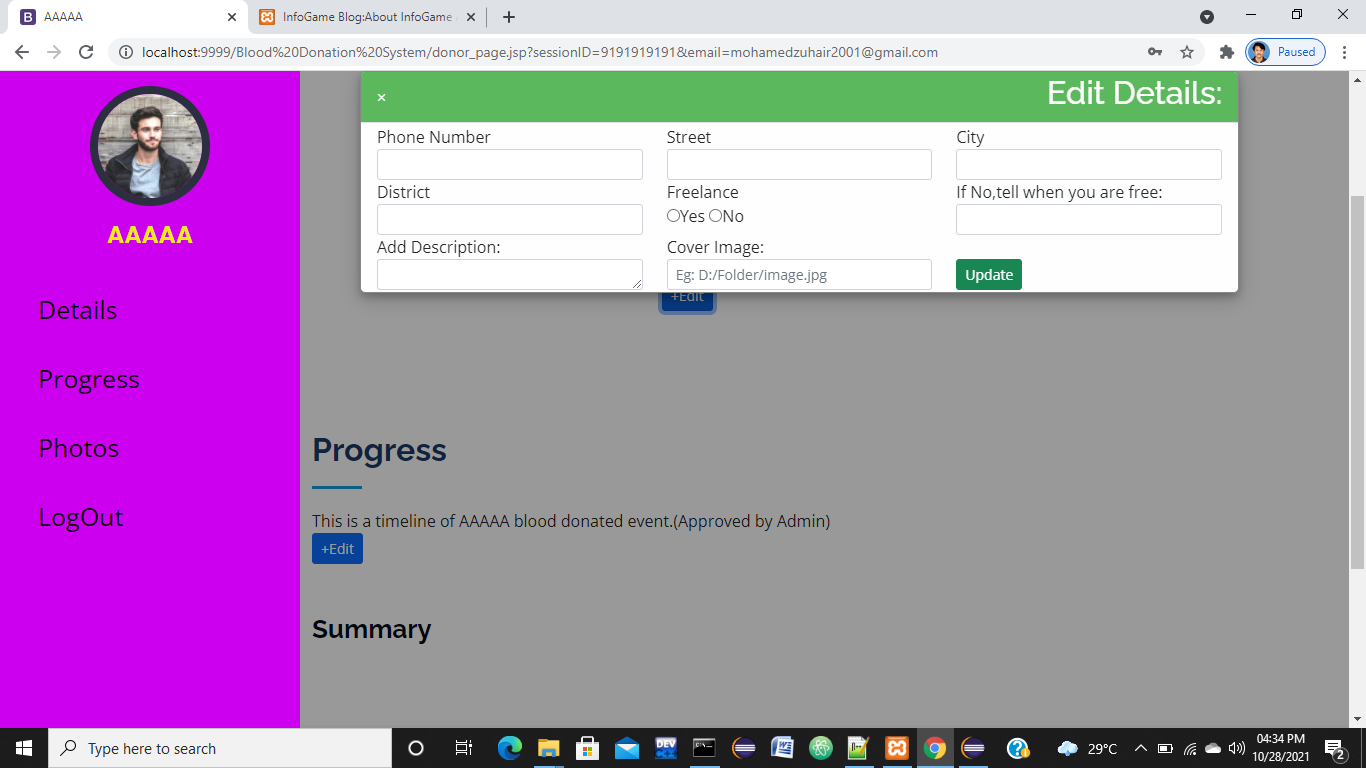 AAAAA
InfoGame Blog:About InfoGame
localhost:9999/Blood%20Donation%20System/donor_page.jsp?sessionID=9191919191&email=mohamedzuhair2001@gmail.com
Paused
AAAAA
Details
Progress
Photos
LogOut
× Edit Details:
Phone Number Street City
District Freelance If No,tell when you are free:
Yes No
Add Description: Cover Image:
Eg: D:/Folder/image.jpg Update
+Edit
Progress
This is a timeline of AAAAA blood donated event.(Approved by Admin)
+Edit
Summary
Type here to search
DEV
29°C
04:34 PM
10/28/2021
2